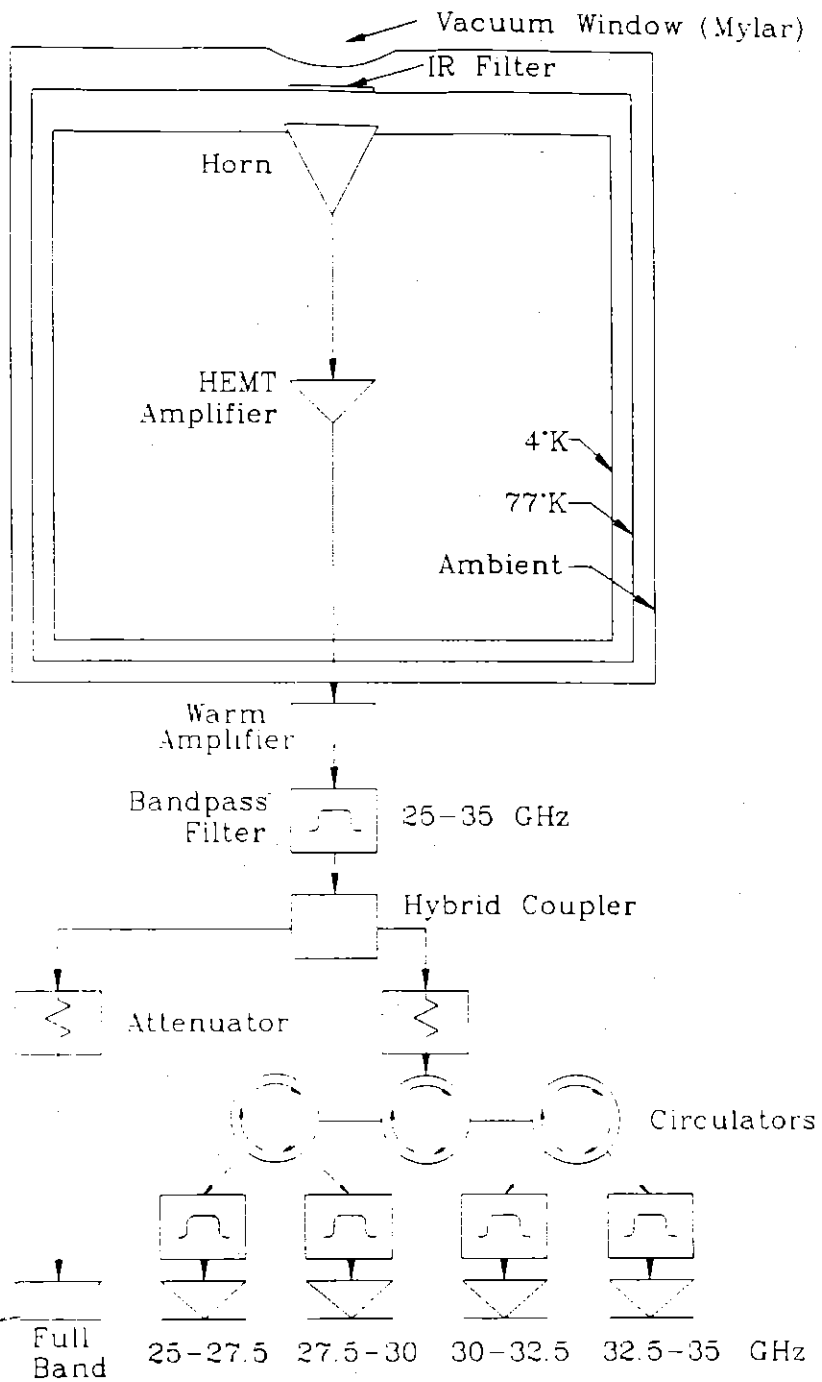 Vacuum Window (Mylar)
IR Filter
Horn
HEMT
Amplifier
4°K
77°K
Ambient
Warm
Amplifier
Bandpass
Filter
25-35 GHz
Hybrid Coupler
Attenuator
Circulators
Full
Band
25-27.5 27.5-30 30-32.5 32.5-35 GHz